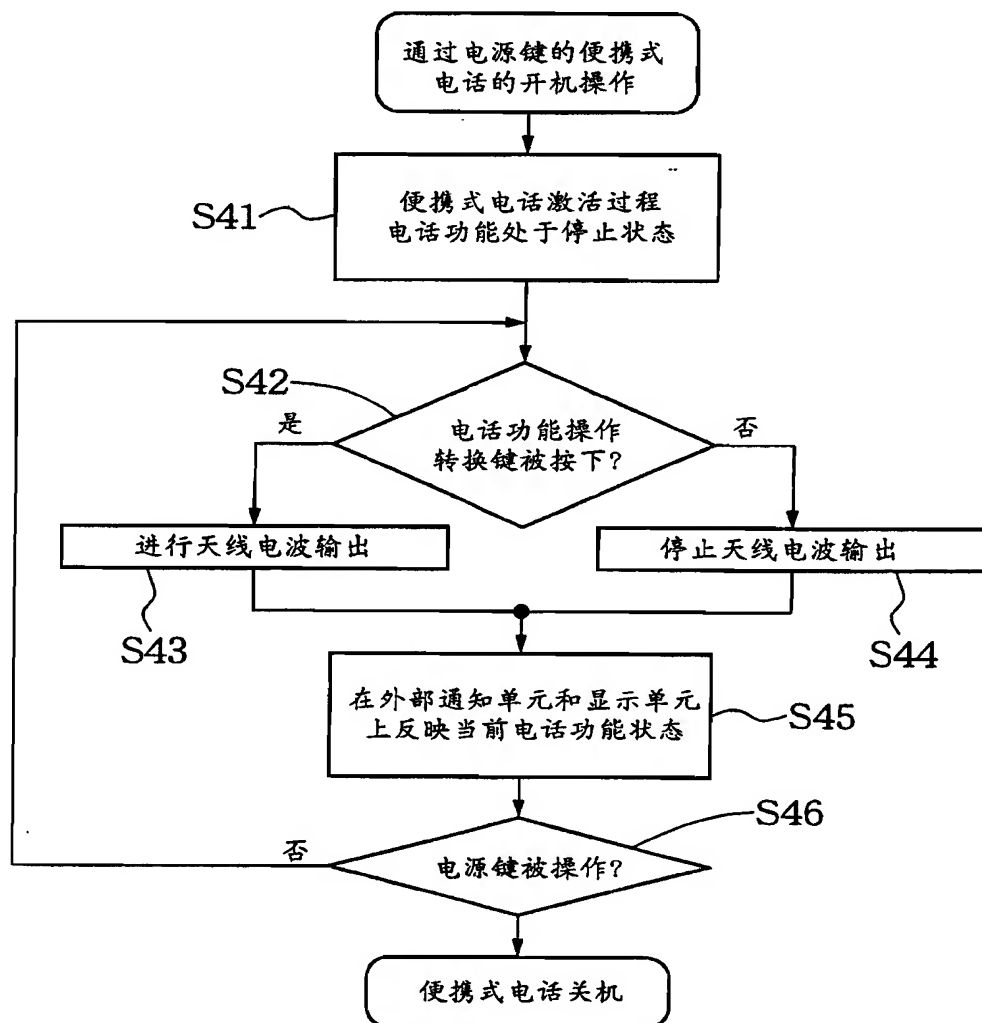 通过电源键的便携式
电话的开机操作
S41
便携式电话激活过程
电话功能处于停止状态
S42
是
电话功能操作
转换键被按下?
否
进行天线电波输出
停止天线电波输出
S43
S44
在外部通知单元和显示单元
上反映当前电话功能状态
S45
S46
否
电源键被操作?
便携式电话关机